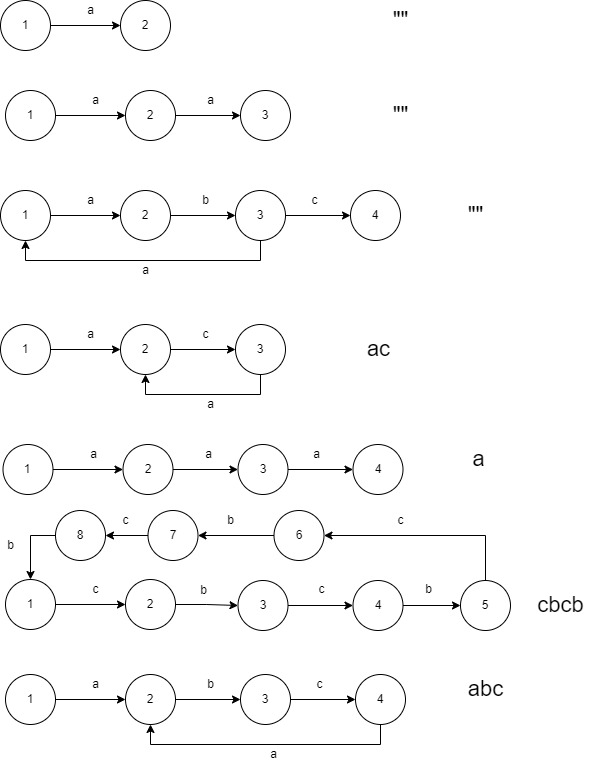 a
1 2 ""
a a
1 2 3 ""
a b c
1 2 3 4 ""
a
a c
1 2 3 ac
a
a a a
1 2 3 4 a
c b c
8 7 6
b
c b c b
1 2 3 4 5 cbcb
a b c
1 2 3 4 abc
a